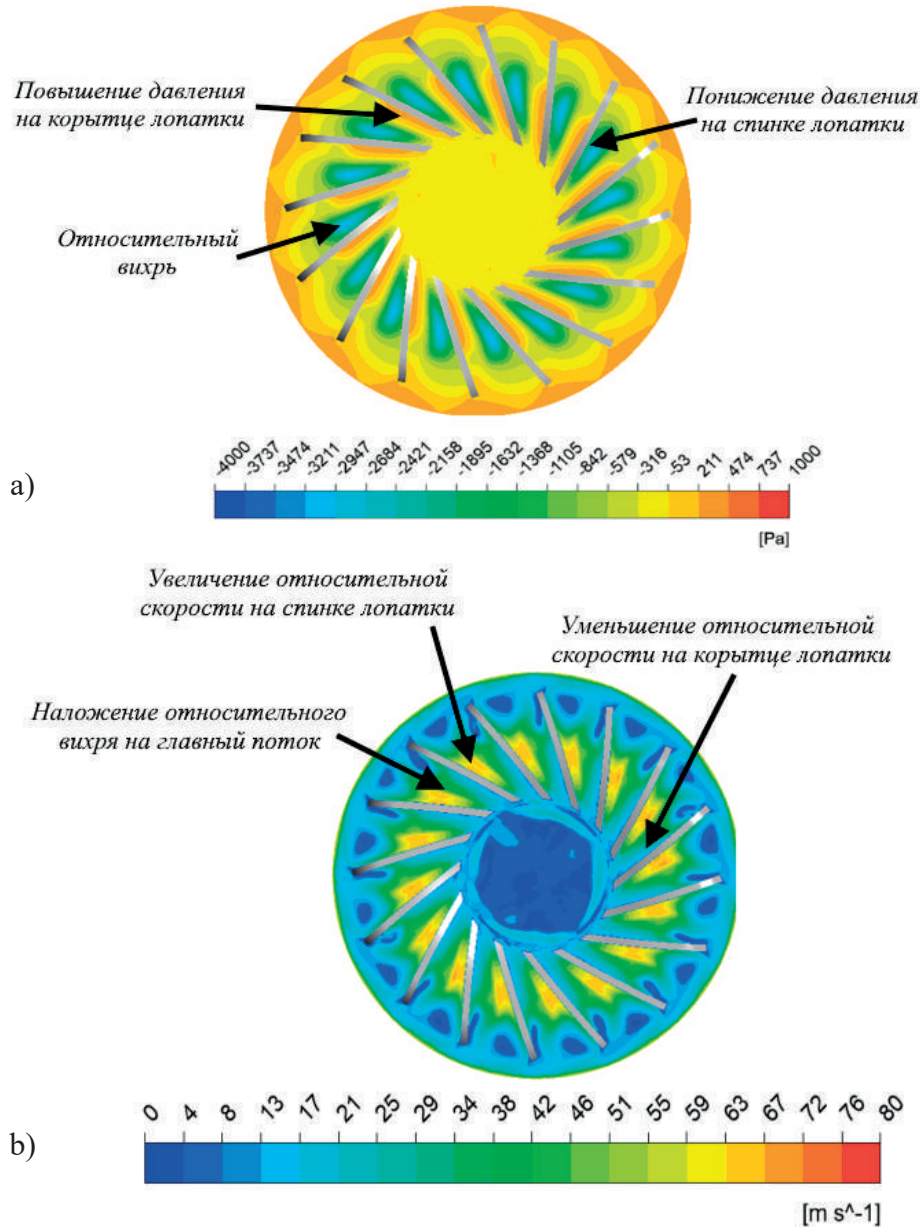 Повышение давления
на корытце лопатки
Понижение давления
на спинке лопатки
Относительный
вихрь
a)
-4000
-3737
-3474
-3211
-2947
-2684
-2421
-2158
-1895
-1632
-1368
-1105
-842
-579
-316
-53
211
474
737
1000
[Pa]
Увеличение относительной
скорости на спинке лопатки
Уменьшение относительной
скорости на корытце лопатки
Наложение относительного
вихря на главный поток
b)
0 4 8 13 17 21 25 29 34 38 42 46 51 55 59 63 67 72 76 80
[m s^-1]